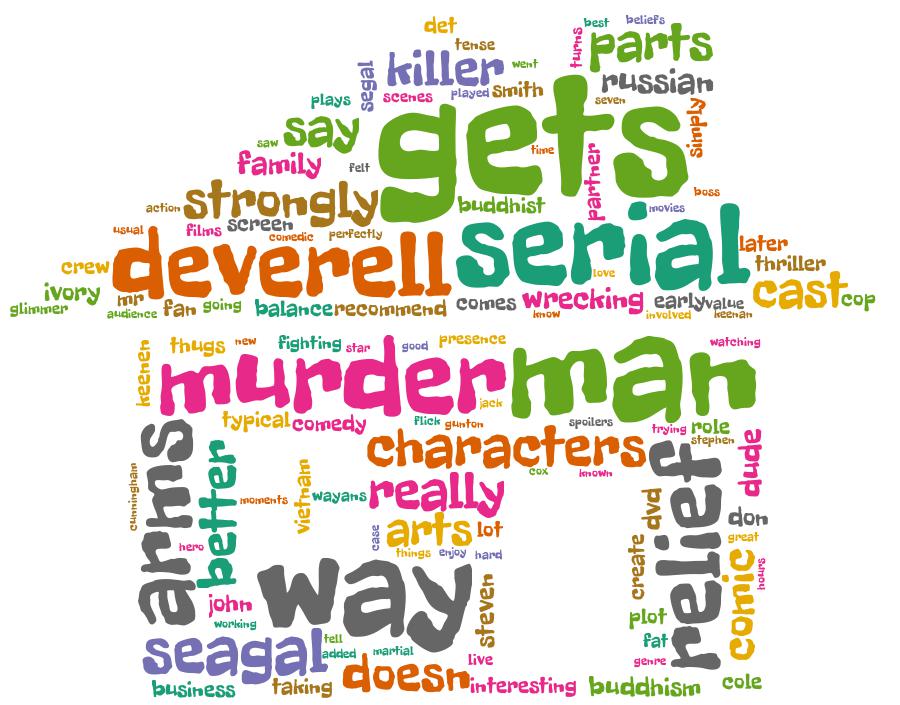 det
tense
killer
went
segal
plays
scenes
played
smith
turns
best
beliefs
parts
russian
seven
simply
say
saw
family
felt
gets
time
partner
boss
action
strongly
buddhist
movies
usual
films
screen
comedic
perfectly
deverell
serial
love
later
thriller
crew
ivory
glimmer
mr
audience
fan
going
balance
recommend
comes
wrecking
know
early
value
involved
keenan
cast
cop
keenen
thugs
new
fighting
star
good
presence
watching
murder
man
jack
typical
comedy
flick
gunton
spoilers
trying
role
stephen
characters
cox
known
arms
better
cunningham
moments
vietnam
wayans
really
relief
dude
dvd
don
great
hero
case
arts
lot
things
enjoy
hard
create
comic
hours
way
steven
john
working
plot
fat
genre
seagal
tell
added
martial
live
doesn
business
taking
interesting
buddhism
cole